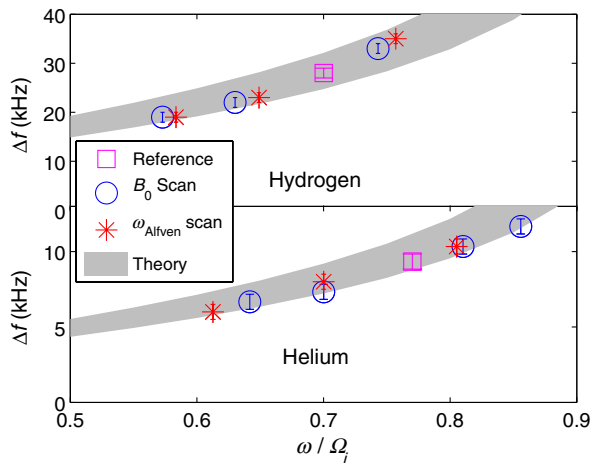 40
30
20
10
0
Δf (kHz)
Hydrogen
Reference
B0 Scan
ωAlfven scan
Theory
10
5
0
Δf (kHz)
Helium
0.5 0.6 0.7 0.8 0.9
ω / Ωi